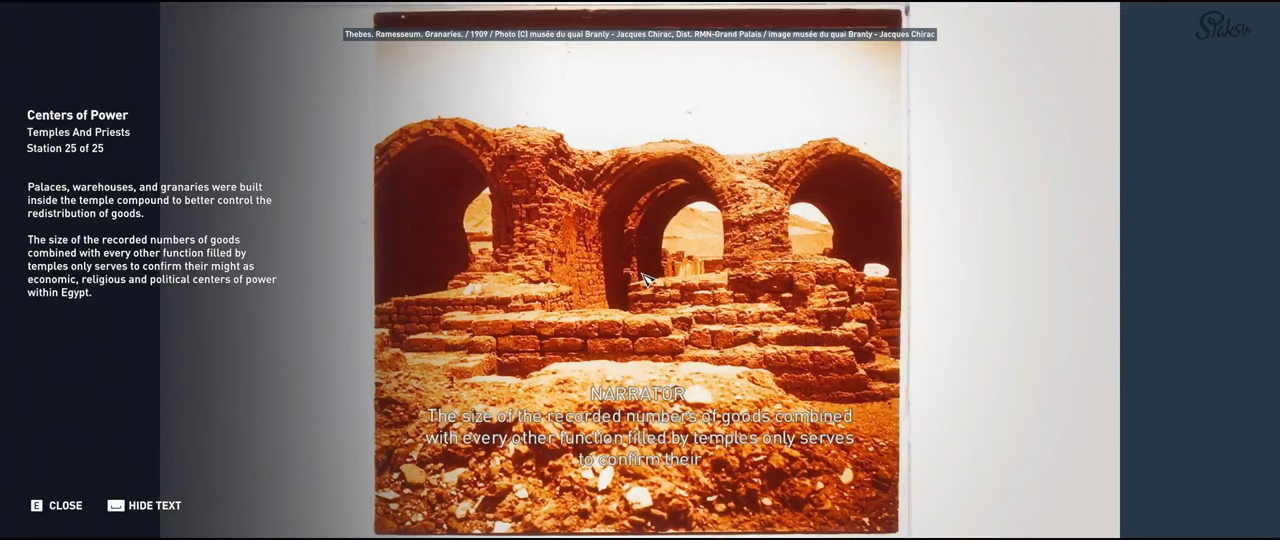 Thebes. Ramesseum. Granaries. / 1909 / Photo (C) musée du quai Branly - Jacques Chirac, Dist. RMN-Grand Palais / image musée du quai Branly - Jacques Chirac
Centers of Power
Temples And Priests
Station 25 of 25
Palaces, warehouses, and granaries were built
inside the temple compound to better control the
redistribution of goods.
The size of the recorded numbers of goods
combined with every other function filled by
temples only serves to confirm their might as
economic, religious and political centers of power
within Egypt.
NARRATOR
The size of the recorded numbers of goods combined
with every other function filled by temples only serves
to confirm their
E CLOSE
HIDE TEXT